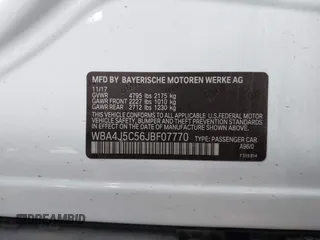 MFD BY BAYERISCHE MOTOREN WERKE AG
11/17
GVWR 4795 lbs 2175 kg
GAWR FRONT 2227 lbs 1010 kg
GAWR REAR 2712 lbs 1230 kg
THIS VEHICLE CONFORMS TO ALL APPLICABLE
FEDERAL MOTOR VEHICLE SAFETY, BUMPER,
AND THEFT PREVENTION STANDARDS IN EFFECT
ON THE DATE OF MANUFACTURE SHOWN ABOVE.
WBA4J5C56JBF07770 TYPE: PASSENGER CAR
A96/0